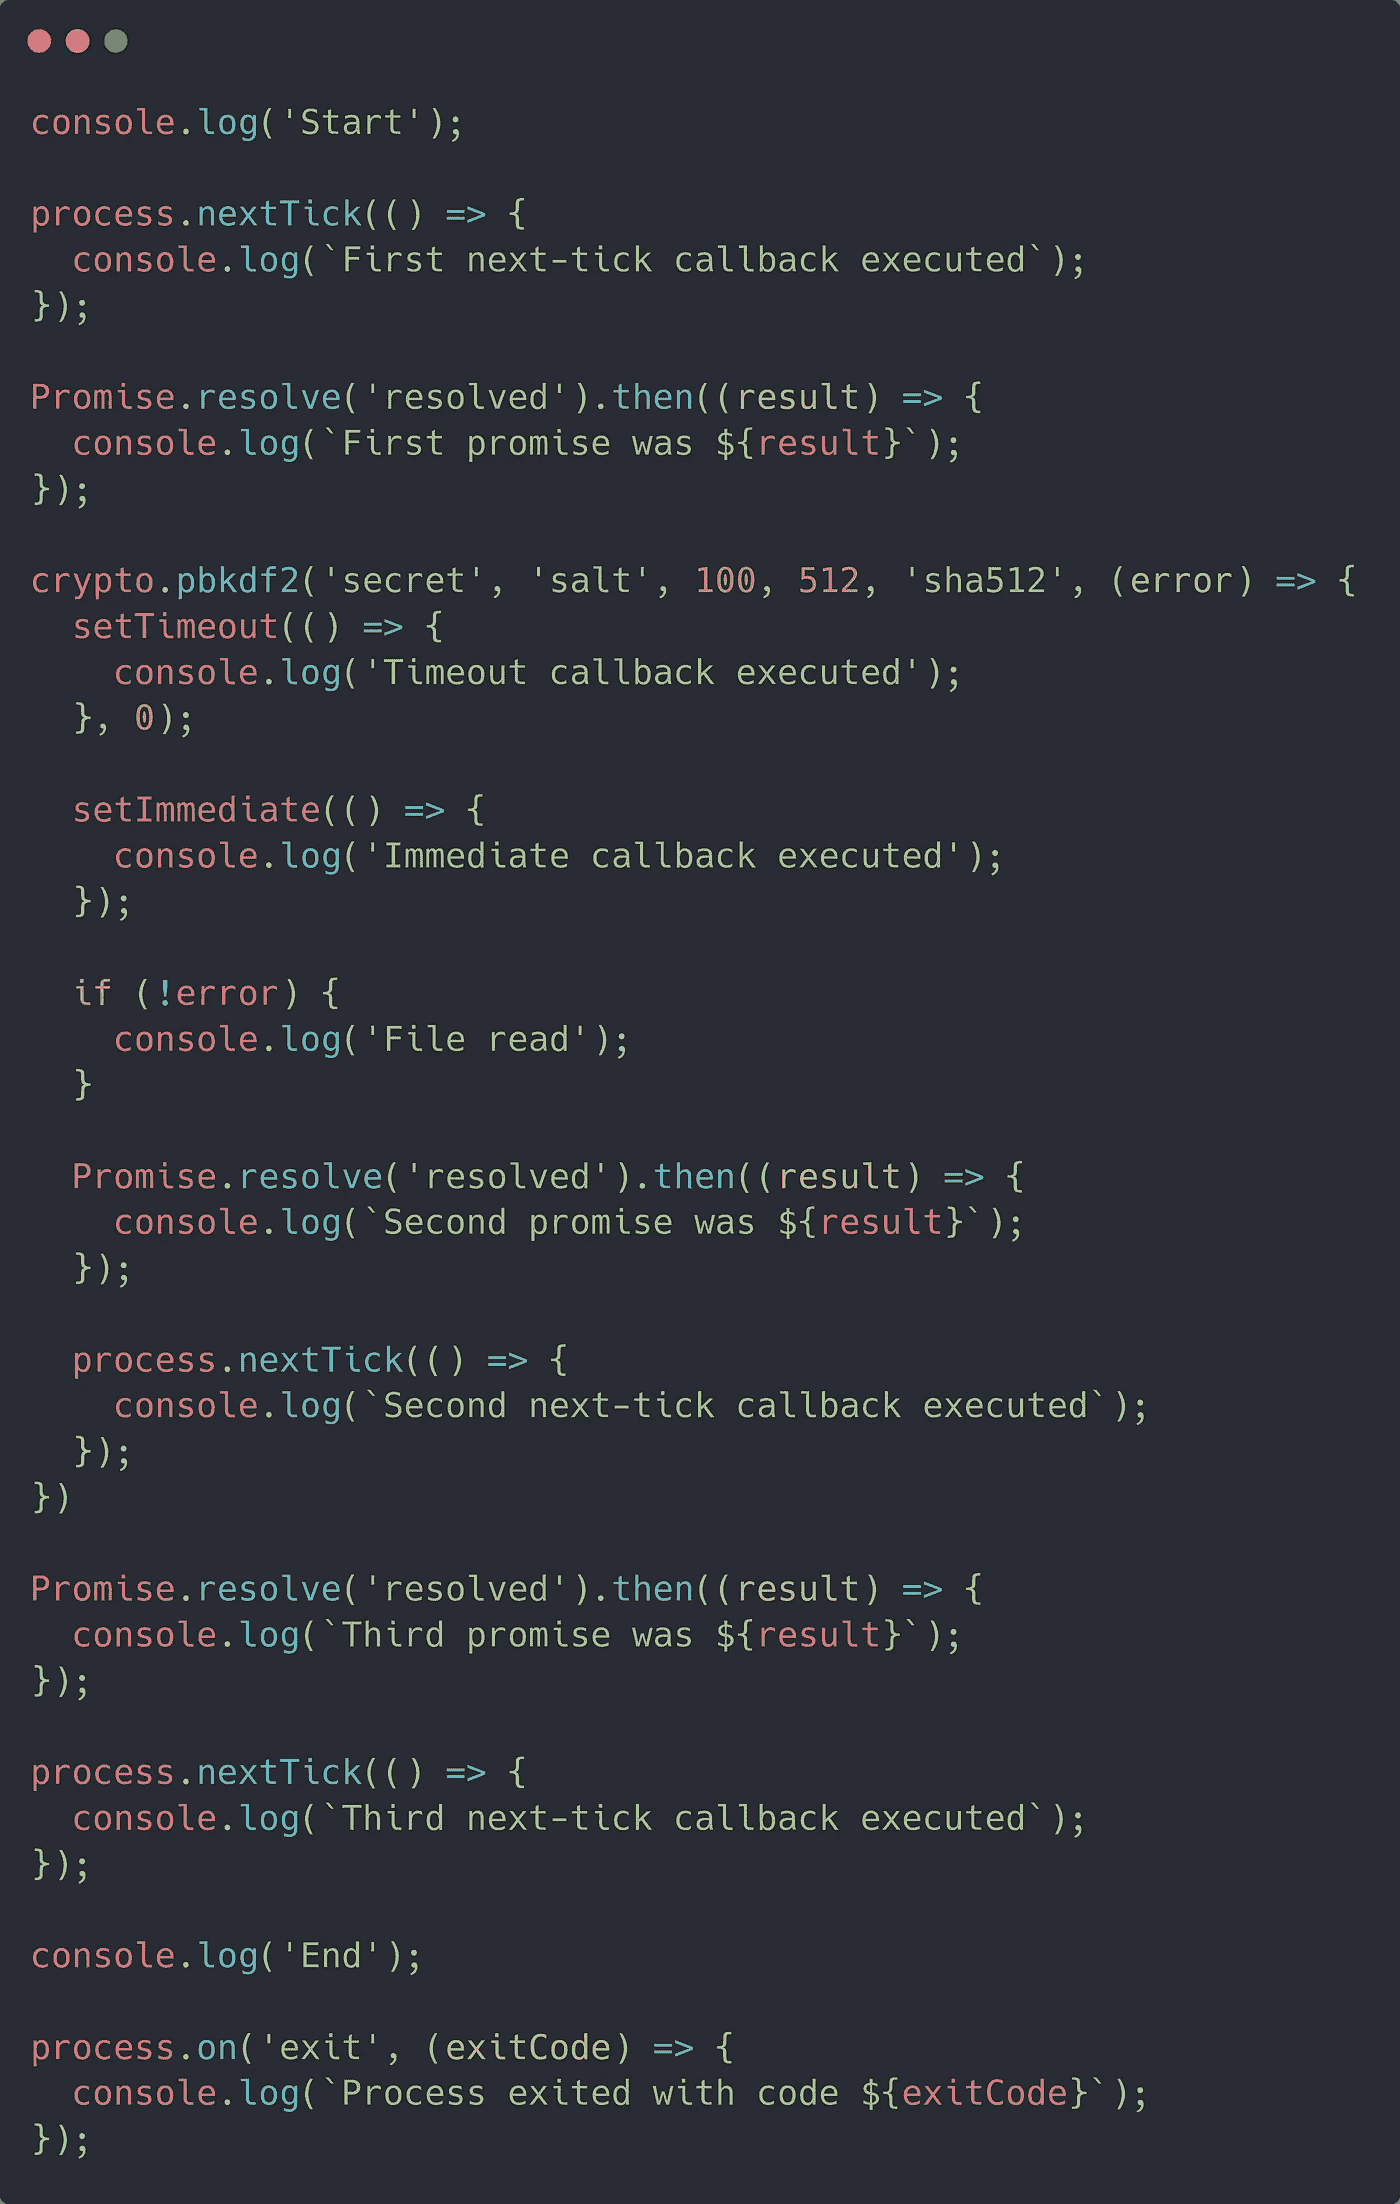 console.log('Start');

process.nextTick(() => {
  console.log(`First next-tick callback executed`);
});

Promise.resolve('resolved').then((result) => {
  console.log(`First promise was ${result}`);
});

crypto.pbkdf2('secret', 'salt', 100, 512, 'sha512', (error) => {
  setTimeout(() => {
    console.log('Timeout callback executed');
  }, 0);

  setImmediate(() => {
    console.log('Immediate callback executed');
  });

  if (!error) {
    console.log('File read');
  }

  Promise.resolve('resolved').then((result) => {
    console.log(`Second promise was ${result}`);
  });

  process.nextTick(() => {
    console.log(`Second next-tick callback executed`);
  });
})

Promise.resolve('resolved').then((result) => {
  console.log(`Third promise was ${result}`);
});

process.nextTick(() => {
  console.log(`Third next-tick callback executed`);
});

console.log('End');

process.on('exit', (exitCode) => {
  console.log(`Process exited with code ${exitCode}`);
});